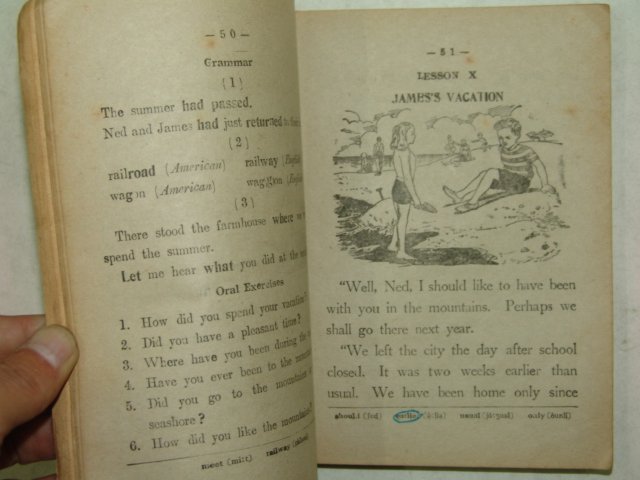 — 50 —
Grammar
(1)
The summer had passed.
Ned and James had just returned
(2)
railroad (American) railway
wagon (American) waggon
(3)
There stood the farmhouse where we
spend the summer.
Let me hear what you did at the
Oral Exercises
1. How did you spend your vacation?
2. Did you have a pleasant time?
3. Where have you been during the
4. Have you ever been to the
5. Did you go to the mountains
seashore?
6. How did you like the mountains?
meet (mi:t) railway
— 51 —
LESSON X
JAMES'S VACATION
"Well, Ned, I should like to have been
with you in the mountains. Perhaps we
shall go there next year.
"We left the city the day after school
closed. It was two weeks earlier than
usual. We have been home only since
should earlier usual only